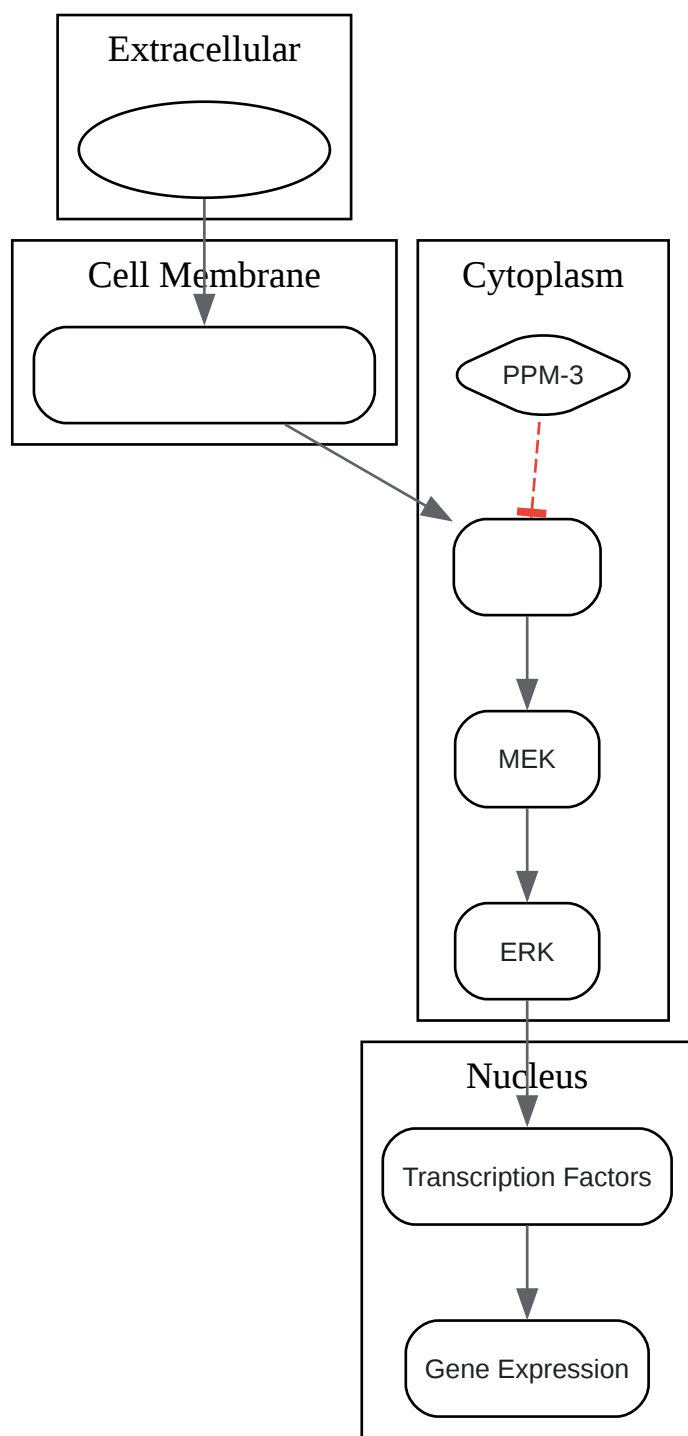 Extracellular
Cell Membrane
Cytoplasm
PPM-3
MEK
ERK
Nucleus
Transcription Factors
Gene Expression